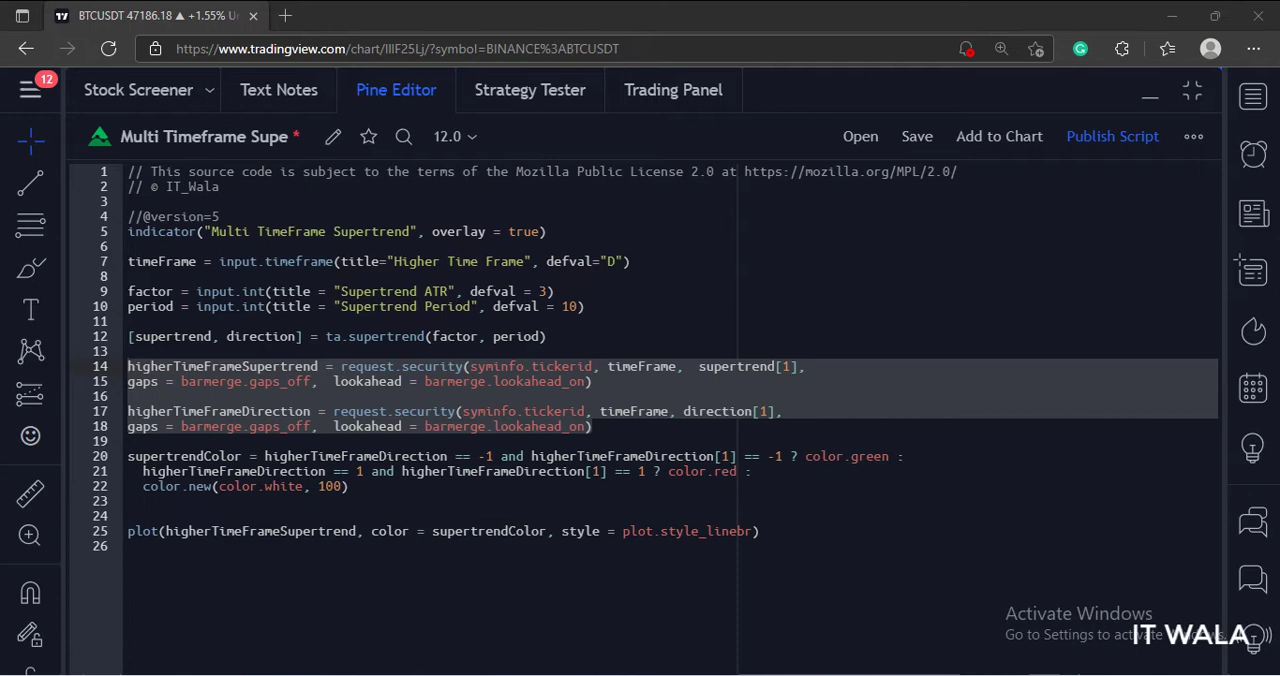 BTCUSDT 47186.18 ▲ +1.55% U
https://www.tradingview.com/chart/lllF25Lj/?symbol=BINANCE%3ABTCUSDT
12
Stock Screener Text Notes Pine Editor Strategy Tester Trading Panel
Multi Timeframe Supe * 12.0 Open Save Add to Chart Publish Script
1 // This source code is subject to the terms of the Mozilla Public License 2.0 at https://mozilla.org/MPL/2.0/
2 // © IT_Wala
3
4 //@version=5
5 indicator("Multi TimeFrame Supertrend", overlay = true)
6
7 timeFrame = input.timeframe(title="Higher Time Frame", defval="D")
8
9 factor = input.int(title = "Supertrend ATR", defval = 3)
10 period = input.int(title = "Supertrend Period", defval = 10)
11
12 [supertrend, direction] = ta.supertrend(factor, period)
13
14 higherTimeFrameSupertrend = request.security(syminfo.tickerid, timeFrame,  supertrend[1],
15 gaps = barmerge.gaps_off,  lookahead = barmerge.lookahead_on)
16
17 higherTimeFrameDirection = request.security(syminfo.tickerid, timeFrame, direction[1],
18 gaps = barmerge.gaps_off,  lookahead = barmerge.lookahead_on)
19
20 supertrendColor = higherTimeFrameDirection == -1 and higherTimeFrameDirection[1] == -1 ? color.green :
21   higherTimeFrameDirection == 1 and higherTimeFrameDirection[1] == 1 ? color.red :
22   color.new(color.white, 100)
23
24
25 plot(higherTimeFrameSupertrend, color = supertrendColor, style = plot.style_linebr)
26
Activate Windows
Go to Settings to activate Windows.
IT WALA